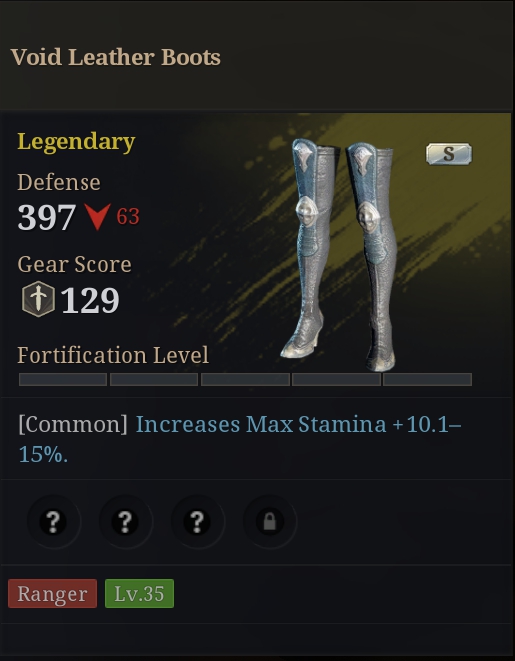 Void Leather Boots
Legendary
S
Defense
397 63
Gear Score
129
Fortification Level
[Common] Increases Max Stamina +10.1–
15%.
? ? ?
Ranger Lv.35